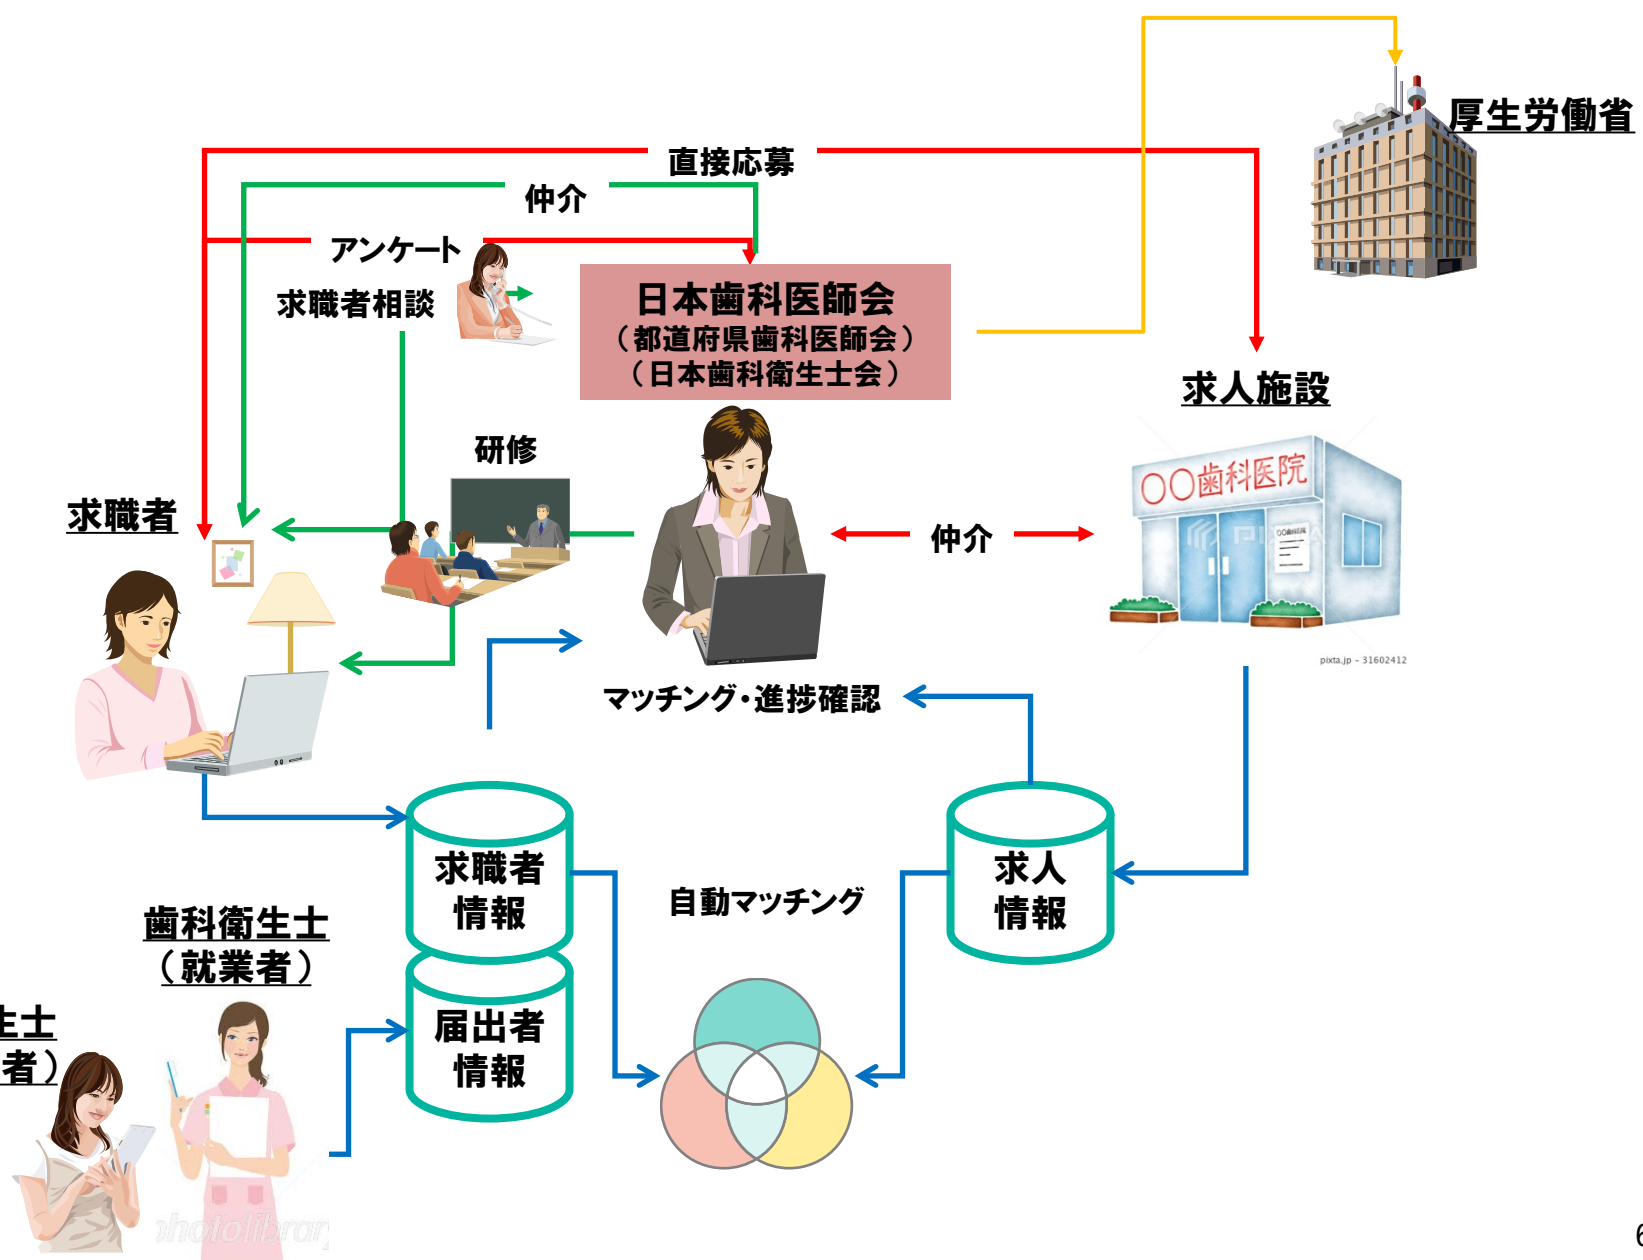 厚生労働省
直接応募
仲介
アンケート
求職者相談
日本歯科医師会
（都道府県歯科医師会）
（日本歯科衛生士会）
求人施設
研修
〇〇歯科医院
求職者
仲介
pixta.jp - 31602412
マッチング・進捗確認
求職者
情報
求人
情報
自動マッチング
歯科衛生士
（就業者）
生士
者）
届出者
情報
photolibrary
6